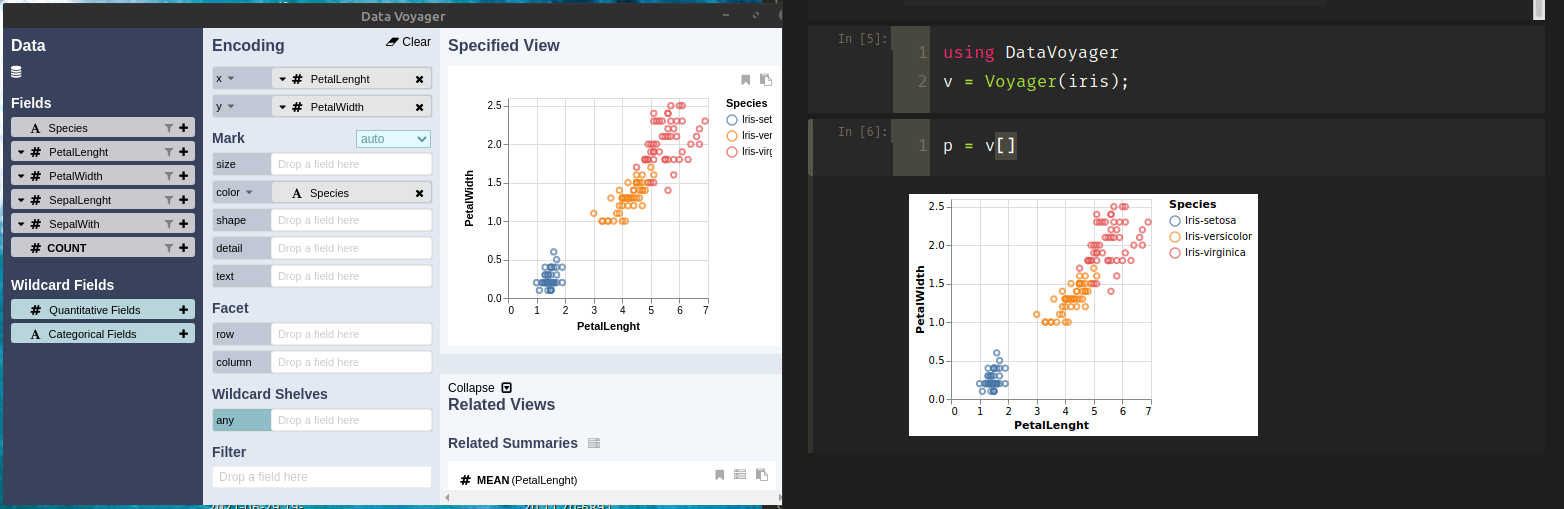 Data Voyager
Data
Fields
A Species
# PetalLenght
# PetalWidth
# SepalLenght
# SepalWith
# COUNT
Wildcard Fields
# Quantitative Fields
A Categorical Fields
Encoding
Clear
x # PetalLenght
y # PetalWidth
Mark
auto
size Drop a field here
color A Species
shape Drop a field here
detail Drop a field here
text Drop a field here
Facet
row Drop a field here
column Drop a field here
Wildcard Shelves
any Drop a field here
Filter
Drop a field here
Specified View
2.5
2.0
1.5
1.0
0.5
0.0
PetalWidth
0 1 2 3 4 5 6 7
PetalLenght
Species
Iris-set
Iris-ver
Iris-virg
Collapse
Related Views
Related Summaries
# MEAN (PetalLenght)
In [5]:
1 using DataVoyager
2 v = Voyager(iris);
In [6]:
1 p = v[]
2.5
2.0
1.5
1.0
0.5
0.0
PetalWidth
0 1 2 3 4 5 6 7
PetalLenght
Species
Iris-setosa
Iris-versicolor
Iris-virginica